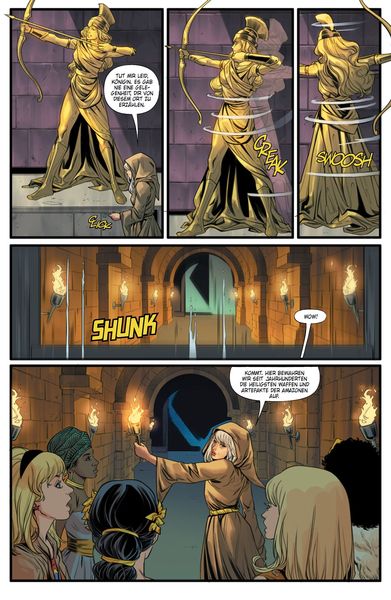 TUT MIR LEID,
KÖNIGIN. ES GAB
NIE EINE GELE-
GENHEIT, DIR VON
DIESEM ORT ZU
ERZÄHLEN.
CLICK
CREAK
SWOOSH
SHUNK
WOW!
KOMMT. HIER BEWAHREN
WIR SEIT JAHRHUNDERTEN
DIE HEILIGSTEN WAFFEN UND
ARTEFAKTE DER AMAZONEN
AUF.